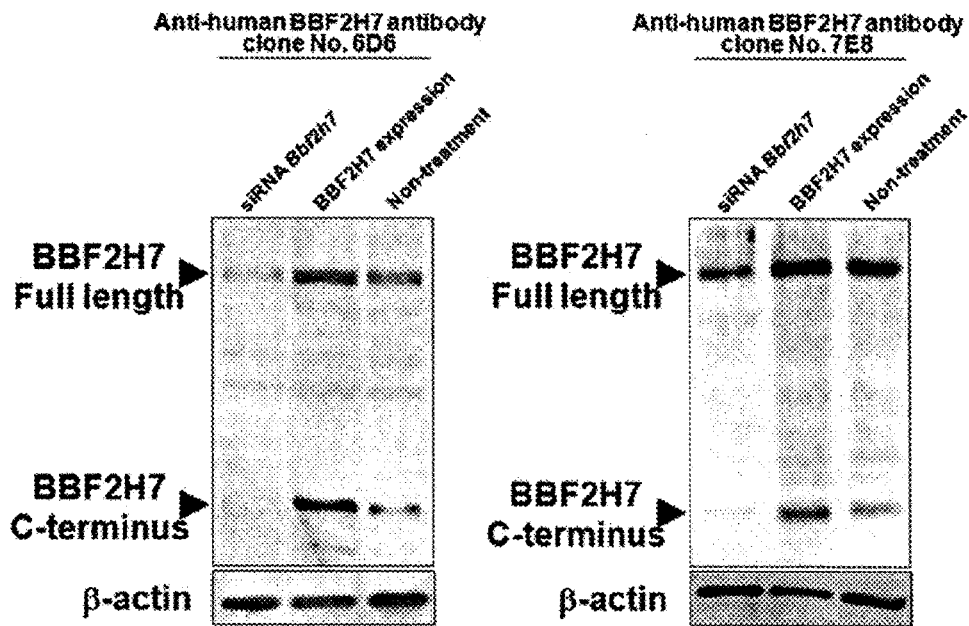 Anti-human BBF2H7 antibody
clone No. 6D6
siRNA Bbf2h7
BBF2H7 expression
Non-treatment
BBF2H7
Full length
BBF2H7
C-terminus
β-actin
Anti-human BBF2H7 antibody
clone No. 7E8
siRNA Bbf2h7
BBF2H7 expression
Non-treatment
BBF2H7
Full length
BBF2H7
C-terminus
β-actin